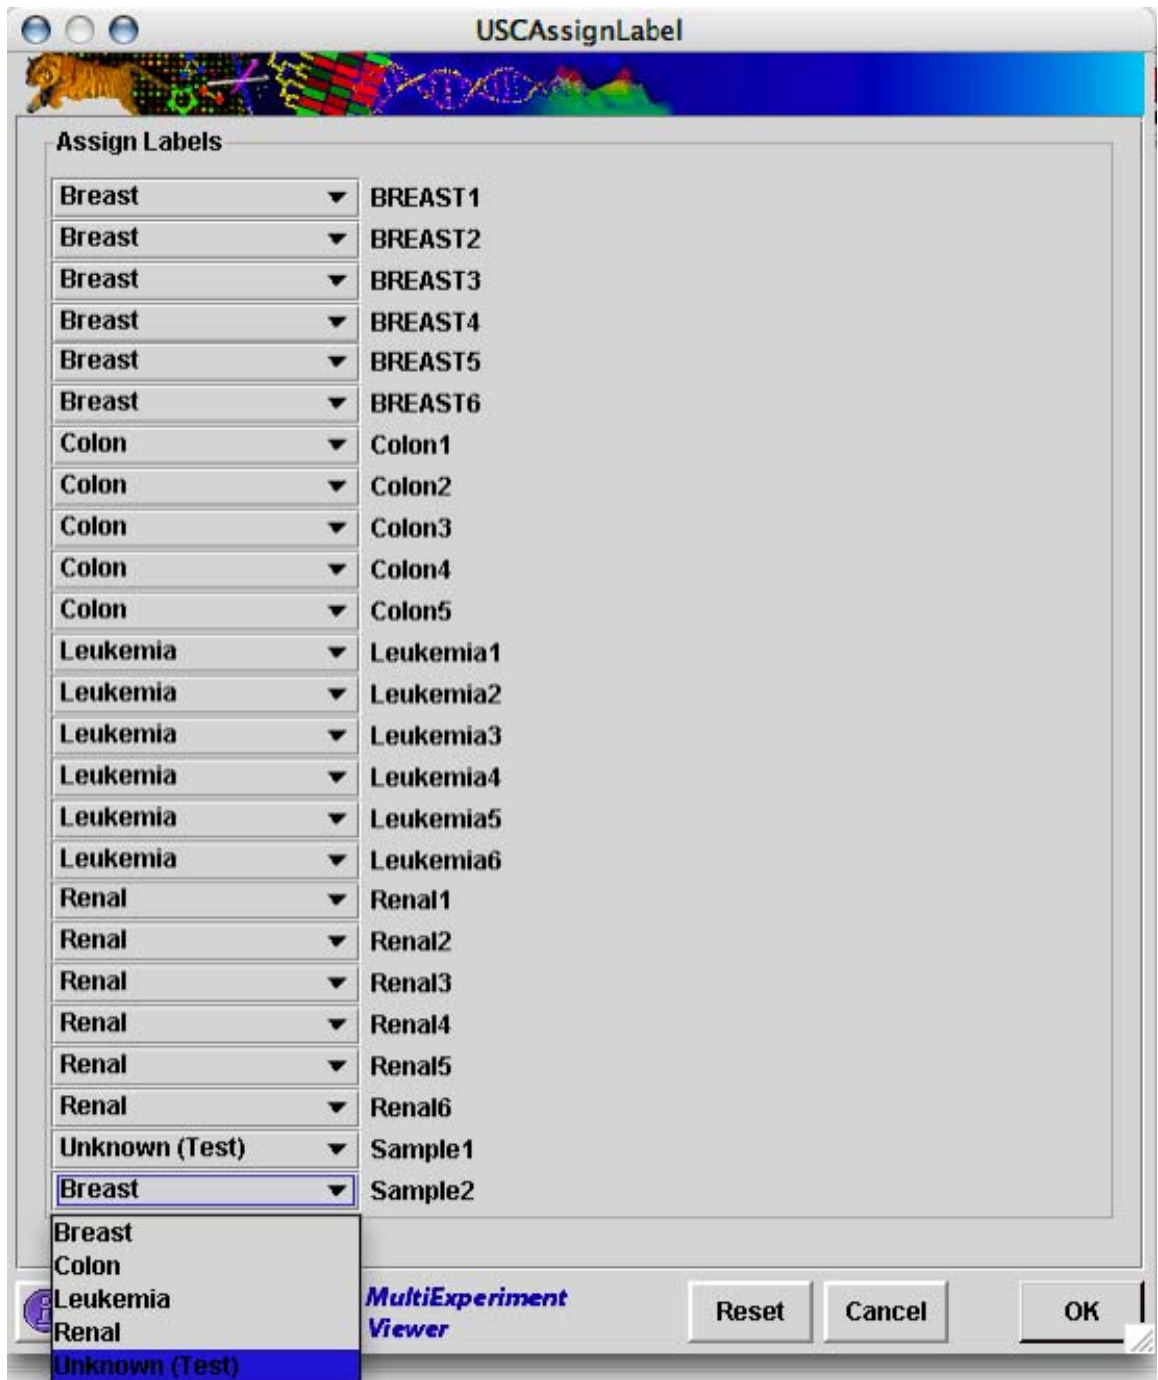 USCAssignLabel
Assign Labels
Breast BREAST1
Breast BREAST2
Breast BREAST3
Breast BREAST4
Breast BREAST5
Breast BREAST6
Colon Colon1
Colon Colon2
Colon Colon3
Colon Colon4
Colon Colon5
Leukemia Leukemia1
Leukemia Leukemia2
Leukemia Leukemia3
Leukemia Leukemia4
Leukemia Leukemia5
Leukemia Leukemia6
Renal Renal1
Renal Renal2
Renal Renal3
Renal Renal4
Renal Renal5
Renal Renal6
Unknown (Test) Sample1
Breast Sample2
Breast
Colon
Leukemia
Renal
Unknown (Test)
MultiExperiment
Viewer
Reset Cancel OK